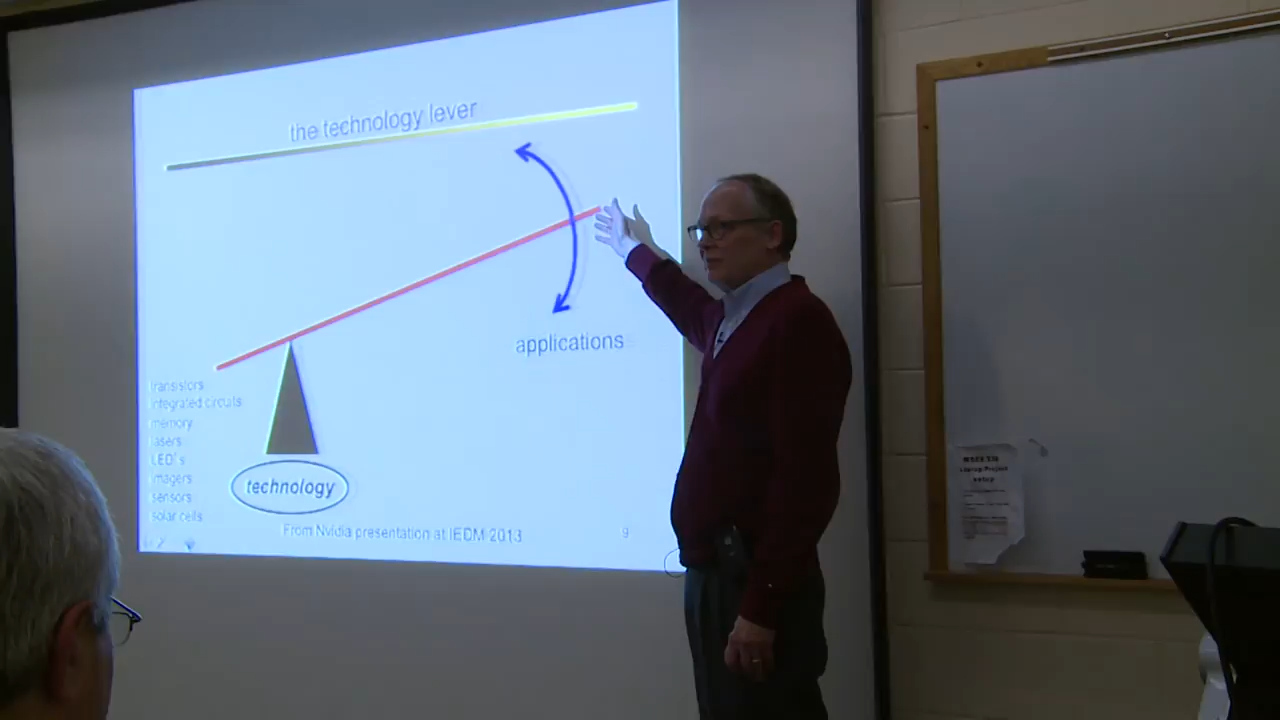 the technology lever
applications
transistors
integrated circuits
memory
lasers
LED's
imagers
sensors
solar cells
technology
From Nvidia presentation at IEDM 2013
9
setup